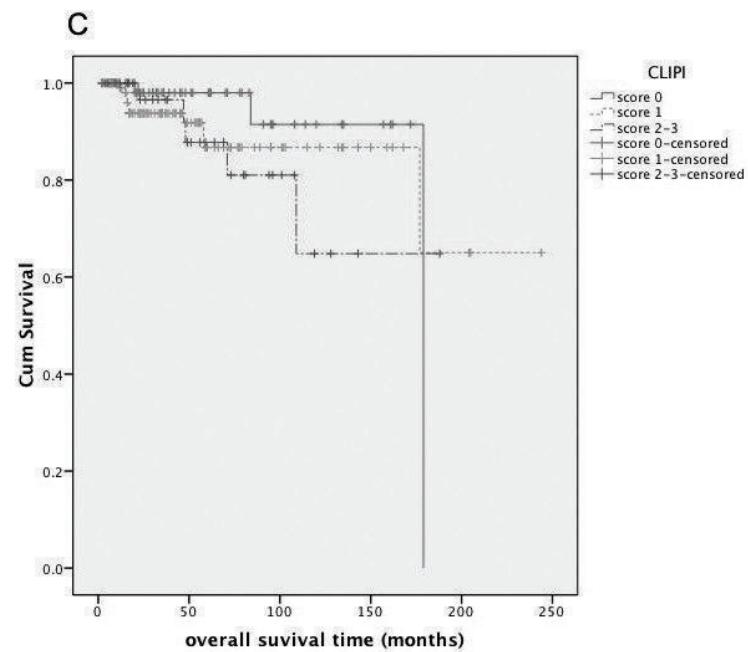 C
1.0
0.8
0.6
0.4
0.2
0.0
Cum Survival
0
50
100
150
200
250
overall suvival time (months)
CLIPI
score 0
score 1
score 2-3
score 0-censored
score 1-censored
score 2-3-censored